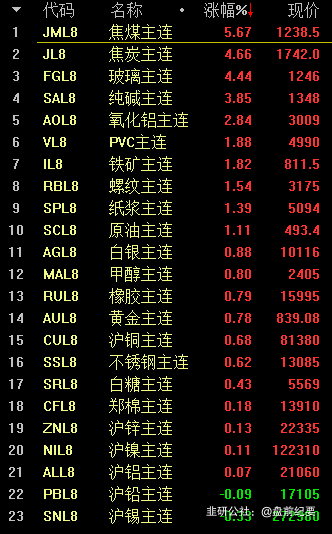 代码 名称 • 涨幅%↓ 现价
1 JML8 焦煤主连 5.67 1238.5
2 JL8 焦炭主连 4.66 1742.0
3 FGL8 玻璃主连 4.44 1246
4 SAL8 纯碱主连 3.85 1348
5 AOL8 氧化铝主连 2.84 3009
6 VL8 PVC主连 1.88 4990
7 IL8 铁矿主连 1.82 811.5
8 RBL8 螺纹主连 1.54 3175
9 SPL8 纸浆主连 1.39 5094
10 SCL8 原油主连 1.11 493.4
11 AGL8 白银主连 0.88 10116
12 MAL8 甲醇主连 0.80 2405
13 RUL8 橡胶主连 0.79 15995
14 AUL8 黄金主连 0.78 839.08
15 CUL8 沪铜主连 0.68 81380
16 SSL8 不锈钢主连 0.62 13085
17 SRL8 白糖主连 0.43 5569
18 CFL8 郑棉主连 0.18 13910
19 ZNL8 沪锌主连 0.13 22335
20 NIL8 沪镍主连 0.11 122310
21 ALL8 沪铝主连 0.07 21060
22 PBL8 沪铅主连 -0.09 17105
23 SNL8 沪锡主连
韭研公社：@盘前纪要